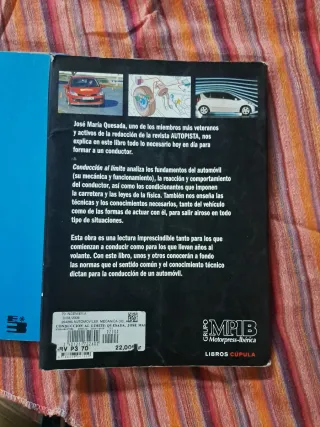 José María Quesada, uno de los miembros más veteranos
y activos de la redacción de la revista AUTOPISTA, nos
explica en este libro todo lo necesario hoy en día para
formar a un conductor.
Conducción al límite analiza los fundamentos del automóvil
(su mecánica y funcionamiento), la reacción y comportamiento
del conductor, así como los condicionantes que imponen
la carretera y las leyes de la física. También nos enseña las
técnicas y los conocimientos necesarios, tanto del vehículo
como de las formas de actuar con él, para salir airoso en todo
tipo de situaciones.
Esta obra es una lectura imprescindible tanto para los que
comienzan a conducir como para los que llevan años al
volante. Con este libro, unos y otros conocerán a fondo
las normas que el sentido común y el conocimiento técnico
dictan para la conducción de un automóvil.
GRUPO
MPIB
Motorpress-Ibérica
LIBROS CÚPULA
22,00